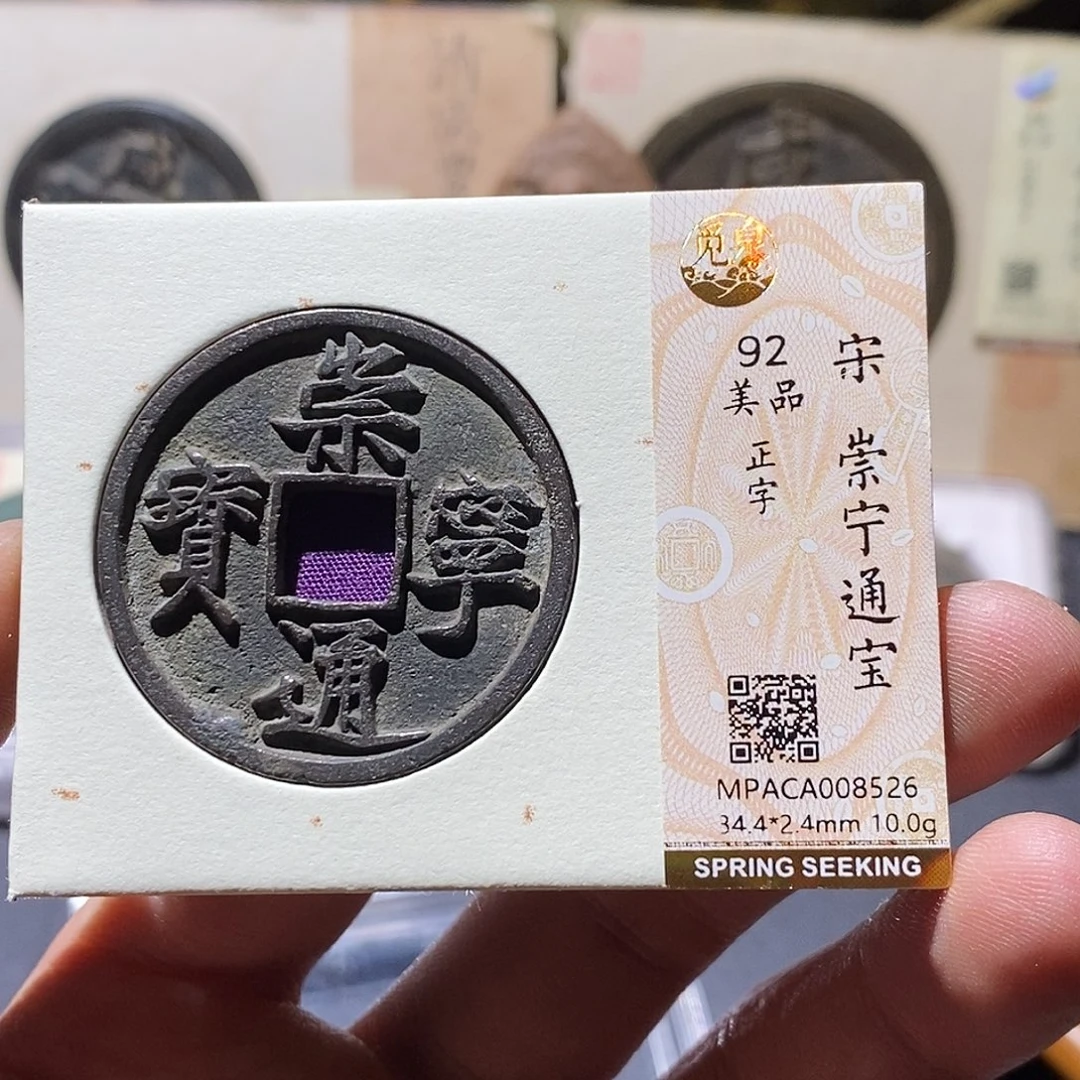 崇寧通寳
觅泉
宋 崇宁通宝
92
美品
正字
MPACA008526
34.4*2.4mm 10.0g
SPRING SEEKING